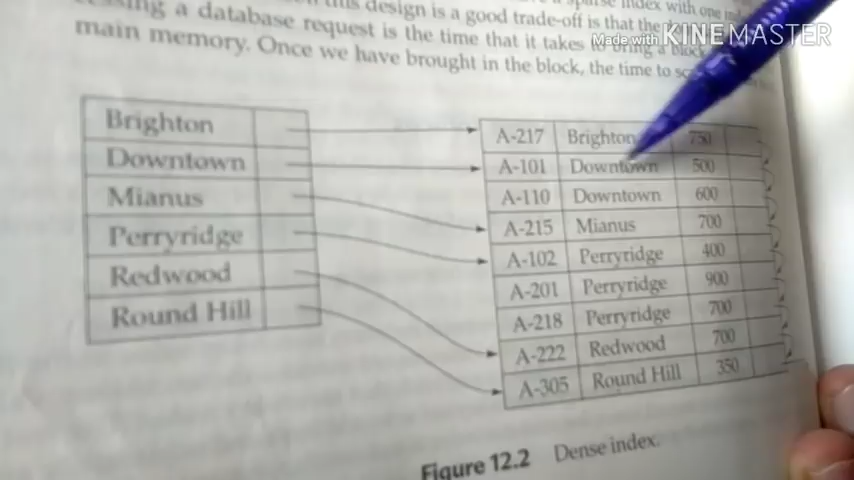 this design is a good trade-off is that the
a database request is the time that it takes to bring a block
main memory. Once we have brought in the block, the time to
Made with KINEMASTER
Brighton
Downtown
Mianus
Perryridge
Redwood
Round Hill
A-217 Brighton 750
A-101 Downtown 500
A-110 Downtown 600
A-215 Mianus 700
A-102 Perryridge 400
A-201 Perryridge 900
A-218 Perryridge 700
A-222 Redwood 700
A-305 Round Hill 350
Figure 12.2 Dense index.